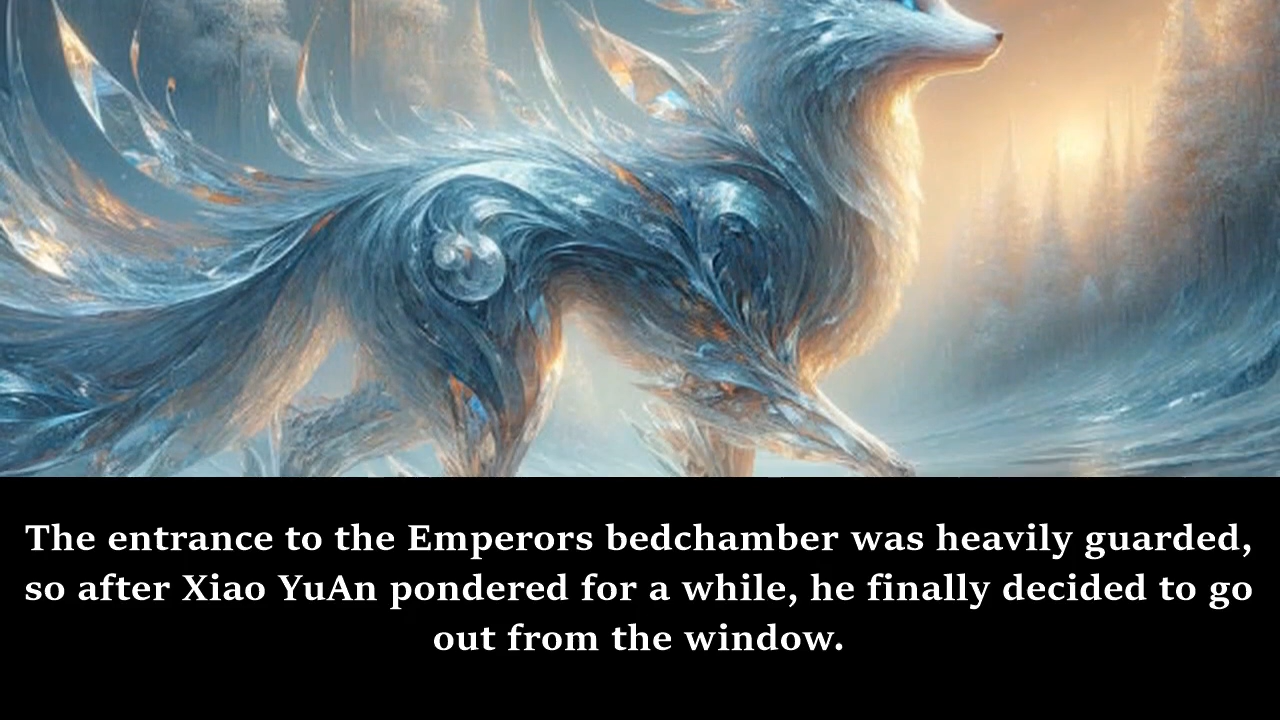 The entrance to the Emperors bedchamber was heavily guarded,
so after Xiao YuAn pondered for a while, he finally decided to go
out from the window.